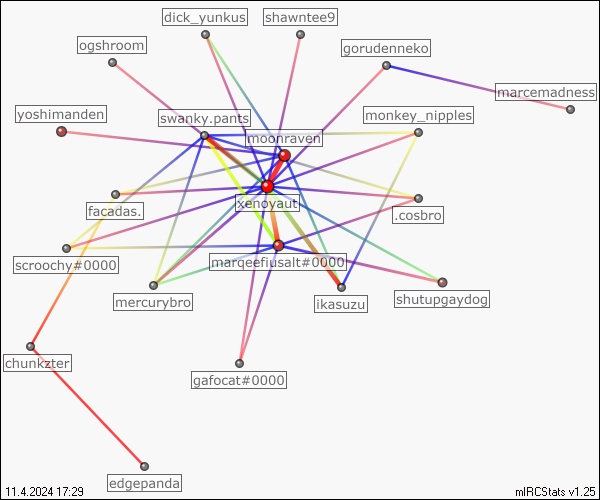 dick_yunkus
shawntee9
ogshroom
gorudenneko
marcemadness
yoshimanden
swanky.pants
monkey_nipples
moonraven
xenoyaut
facadas.
.cosbro
scroochy#0000
marqeefiusalt#0000
mercurybro
ikasuzu
shutupgaydog
chunkzter
gafocat#0000
edgepanda
11.4.2024 17:29
mIRCStats v1.25